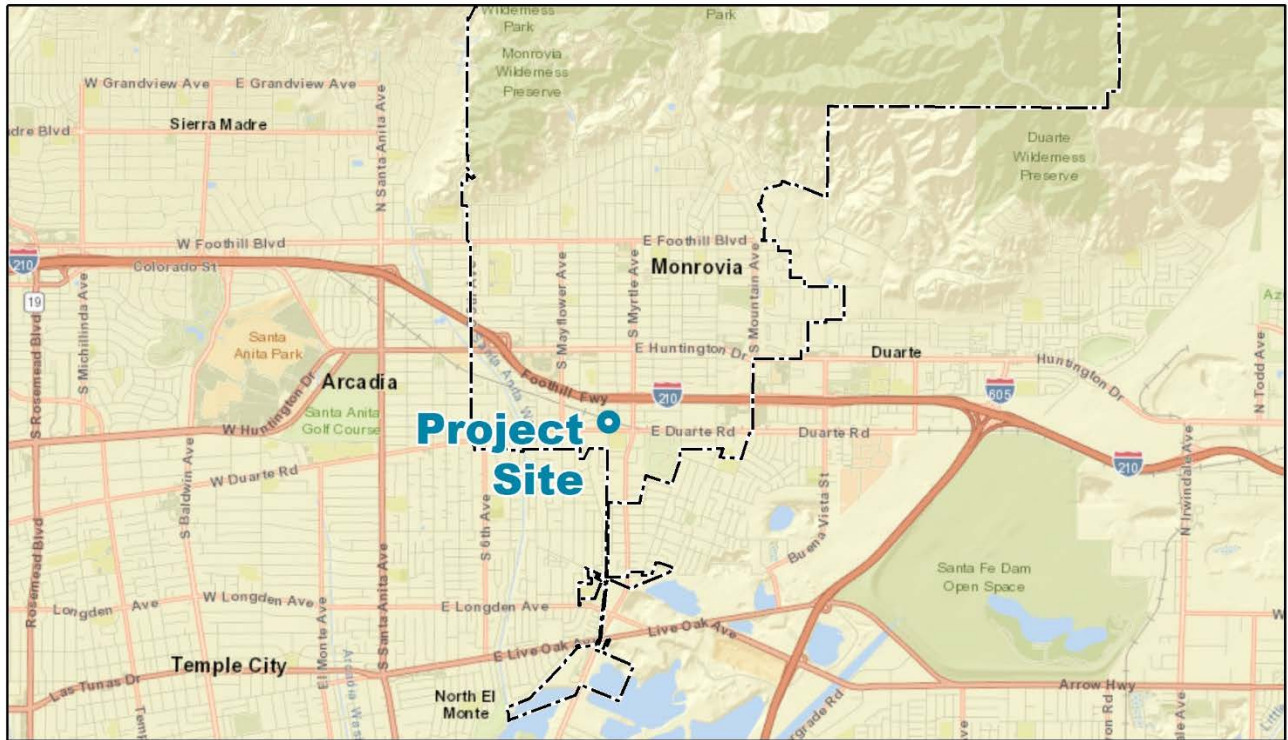 Wilderness
Park
Park
Monrovia
Wilderness
Preserve
W Grandview Ave
E Grandview Ave
N Santa Anita Ave
Sierra Madre
Duarte
Wilderness
Preserve
W Foothill Blvd
E Foothill Blvd
210
Colorado St
Monrovia
19
S Rosemead Blvd
S Michillinda Ave
S Mayflower Ave
S Myrtle Ave
S Mountain Ave
Santa
Anita Park
E Huntington Dr
Duarte
Huntington Dr
N Todd Ave
Arcadia
Foothill Fwy
210
605
Santa Anita
Golf Course
W Huntington Dr
Project
Site
E Duarte Rd
Duarte Rd
W Duarte Rd
210
S Baldwin Ave
S 6th Ave
Buena Vista St
N Irwindale Ave
Santa Fe Dam
Open Space
Rosemead Blvd
Longden Ave
W Longden Ave
E Longden Ave
El Monte Ave
S Santa Anita Ave
Live Oak Ave
E Live Oak Ave
Temple City
Las Tunas Dr
North El
Monte
Arrow Hwy